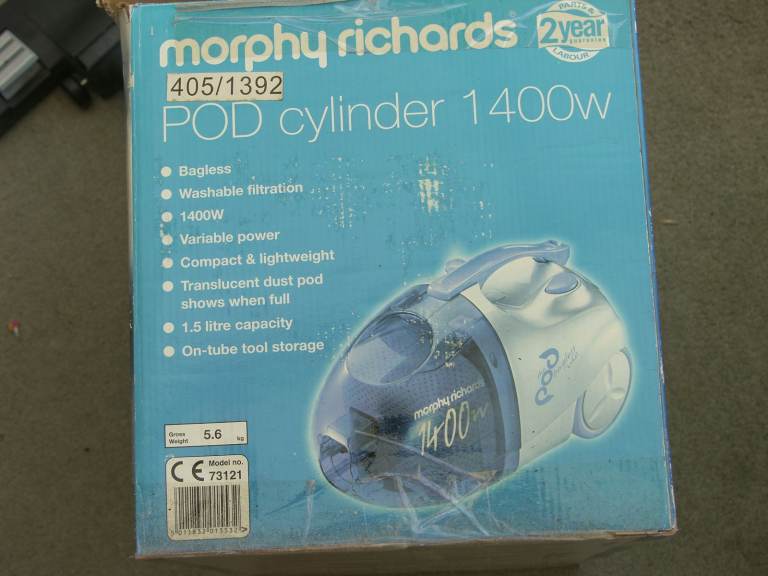 morphy richards
PARTS &
2 year
guarantee
LABOUR
405/1392
POD cylinder 1400w
Bagless
Washable filtration
1400W
Variable power
Compact & lightweight
Translucent dust pod
shows when full
1.5 litre capacity
On-tube tool storage
morphy richards
1400w
POD
Gross
Weight
5.6
kg
CE
Model no.
73121